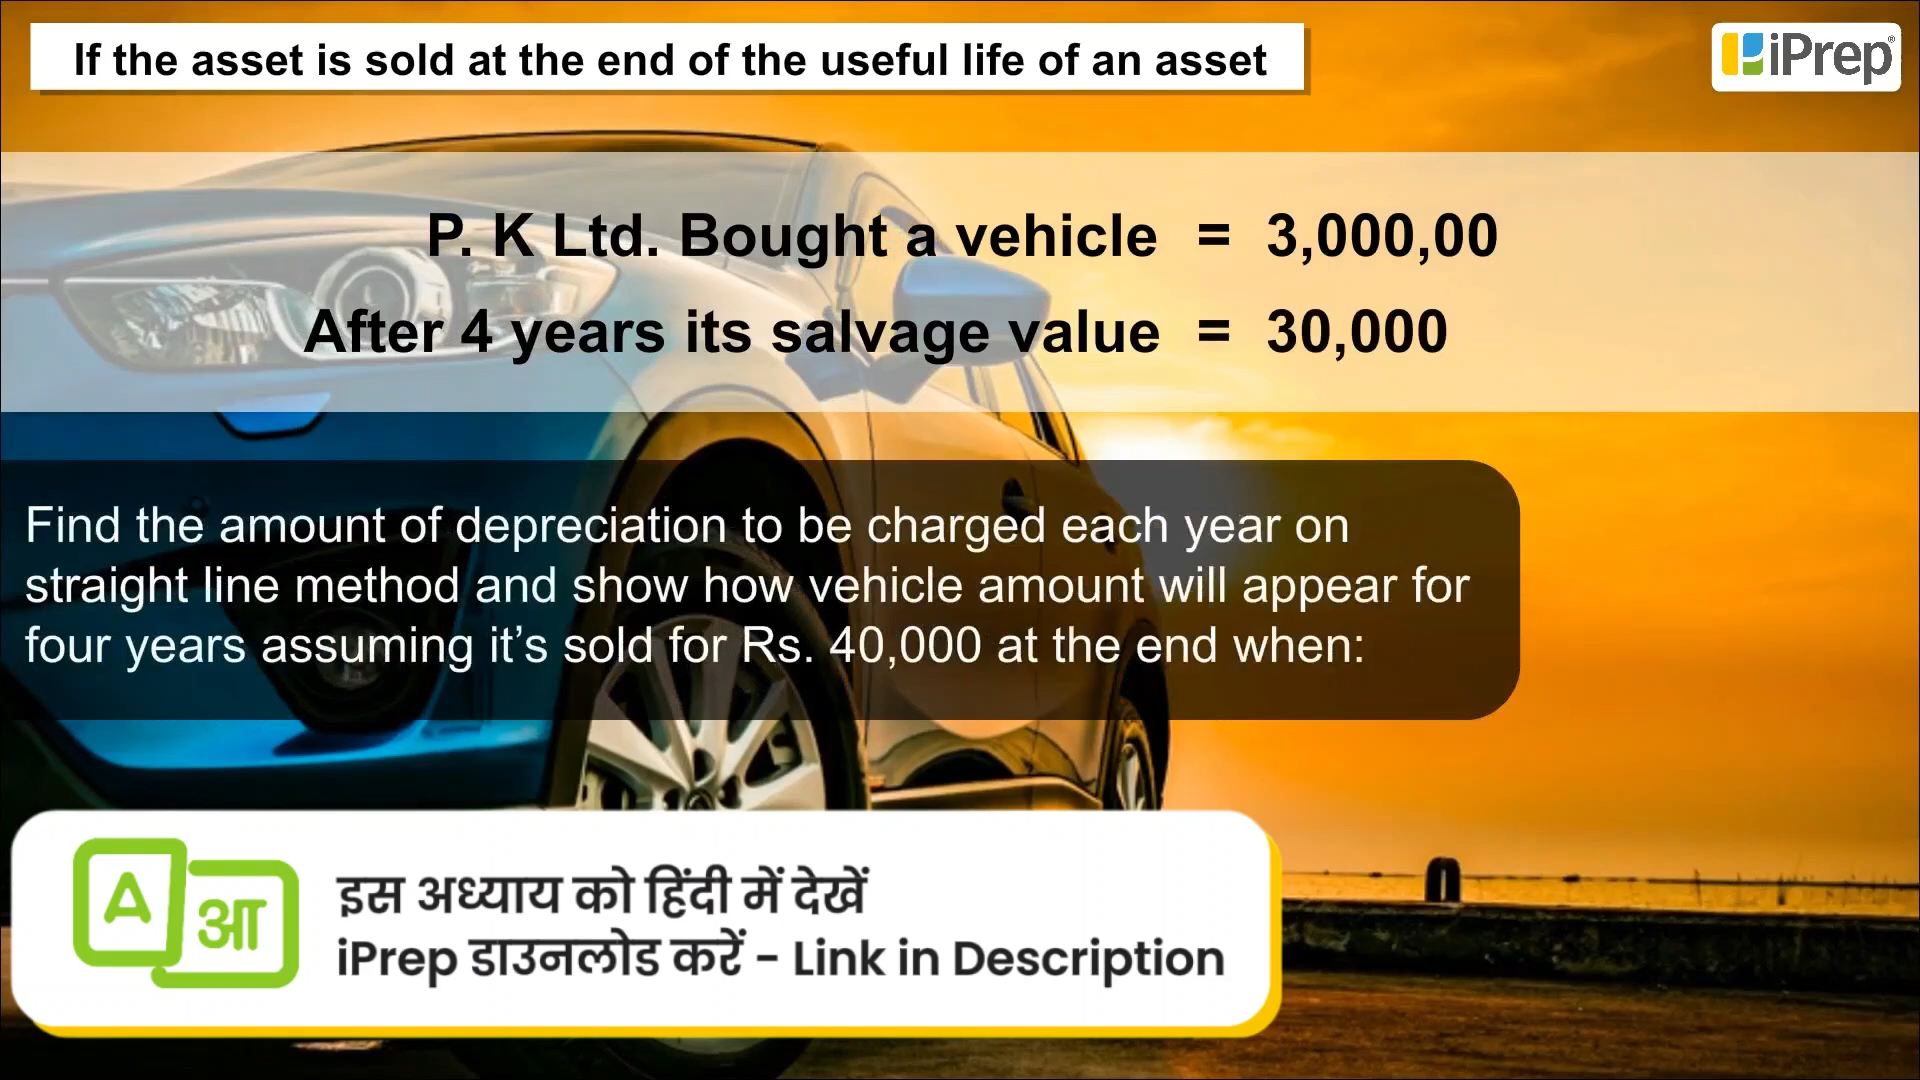 If the asset is sold at the end of the useful life of an asset
iPrep®
P. K Ltd. Bought a vehicle = 3,000,00
After 4 years its salvage value = 30,000
Find the amount of depreciation to be charged each year on
straight line method and show how vehicle amount will appear for
four years assuming it’s sold for Rs. 40,000 at the end when:
A
आ
इस अध्याय को हिंदी में देखें
iPrep डाउनलोड करें - Link in Description